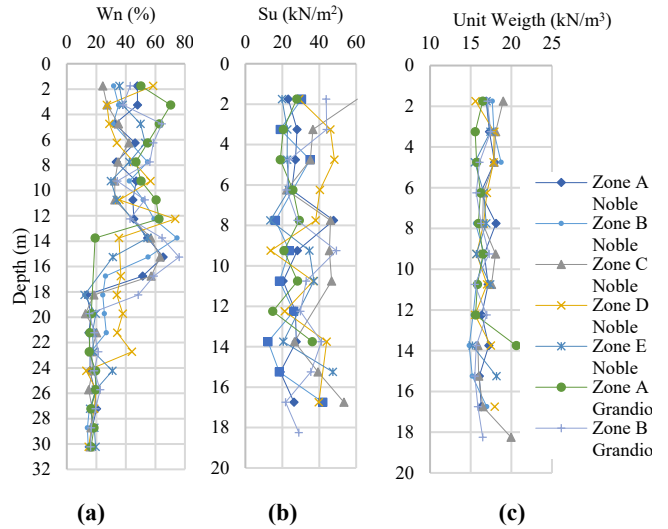 Wn (%)
0 20 40 60 80
0
2
4
6
8
10
12
14
16
18
20
22
24
26
28
30
32
Depth (m)
(a)
Su (kN/m²)
0 20 40 60
0
2
4
6
8
10
12
14
16
18
20
(b)
Unit Weigth (kN/m³)
10 15 20 25
0
2
4
6
8
10
12
14
16
18
20
Zone A
Noble
Zone B
Noble
Zone C
Noble
Zone D
Noble
Zone E
Noble
Zone A
Grandio
Zone B
Grandio
(c)